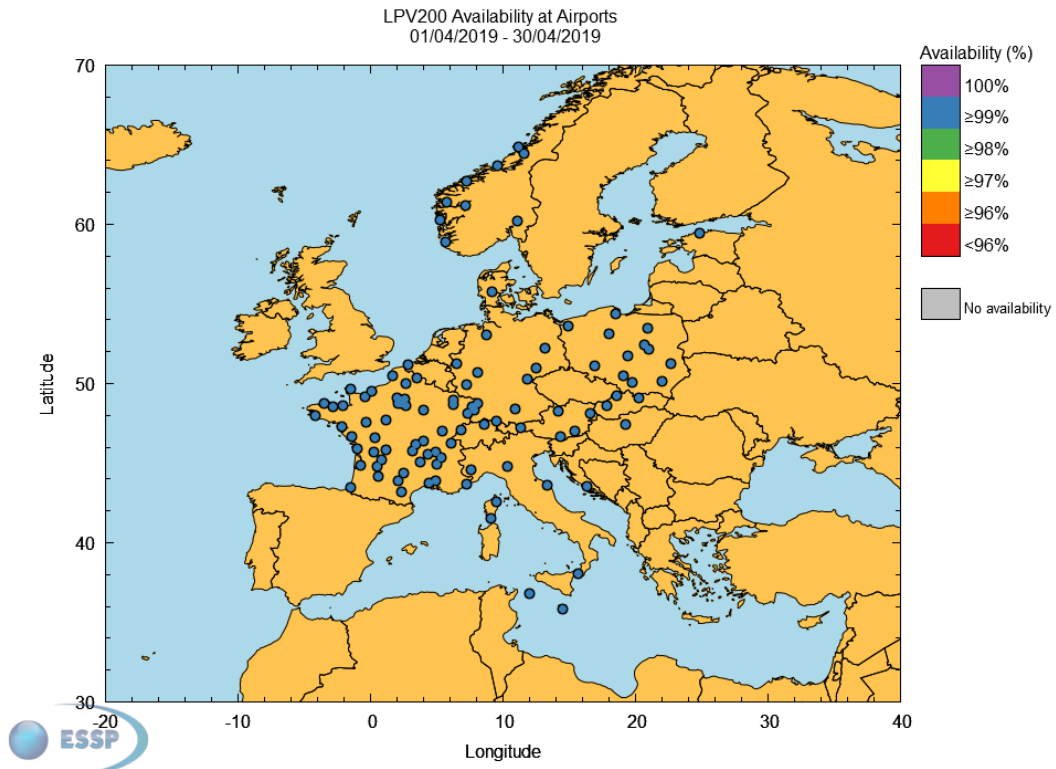 LPV200 Availability at Airports
01/04/2019 - 30/04/2019
Availability (%)
100%
≥99%
≥98%
≥97%
≥96%
<96%
No availability
70
60
50
40
30
Latitude
-20
-10
0
10
20
30
40
Longitude
ESSP